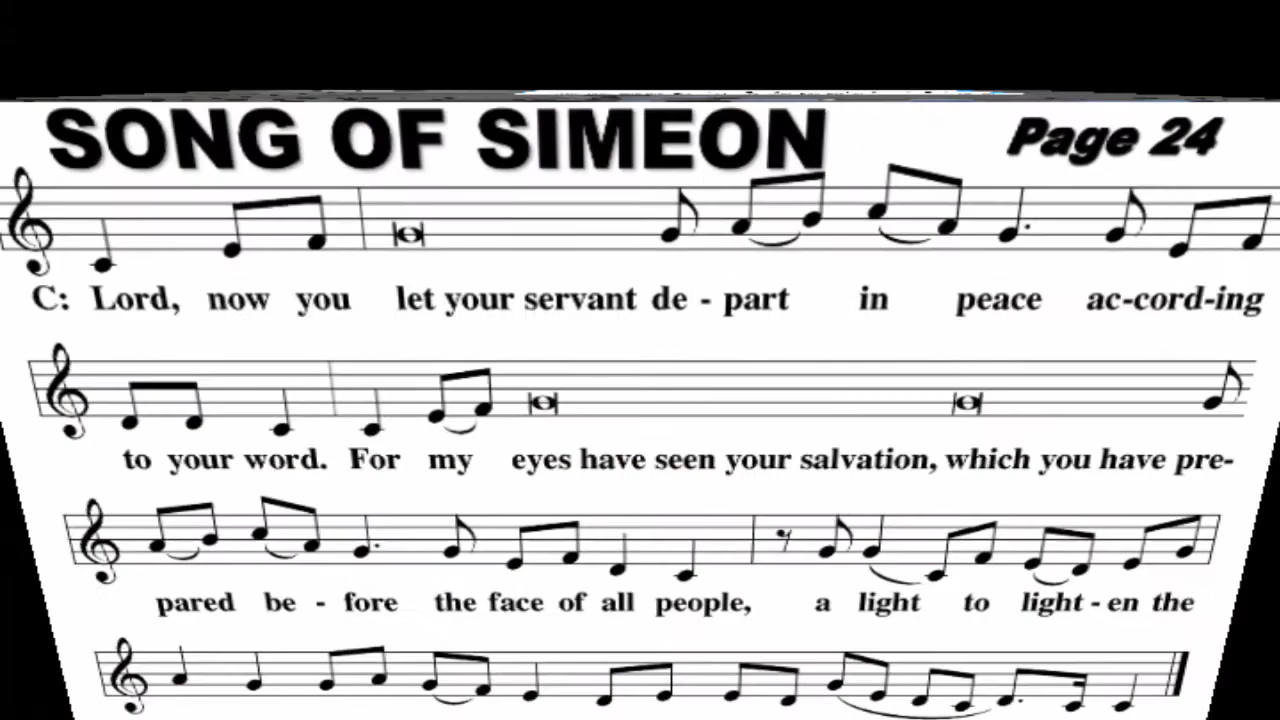 SONG OF SIMEON Page 24
C: Lord, now you let your servant de - part in peace ac-cord-ing
to your word. For my eyes have seen your salvation, which you have pre-
pared be - fore the face of all people, a light to light - en the